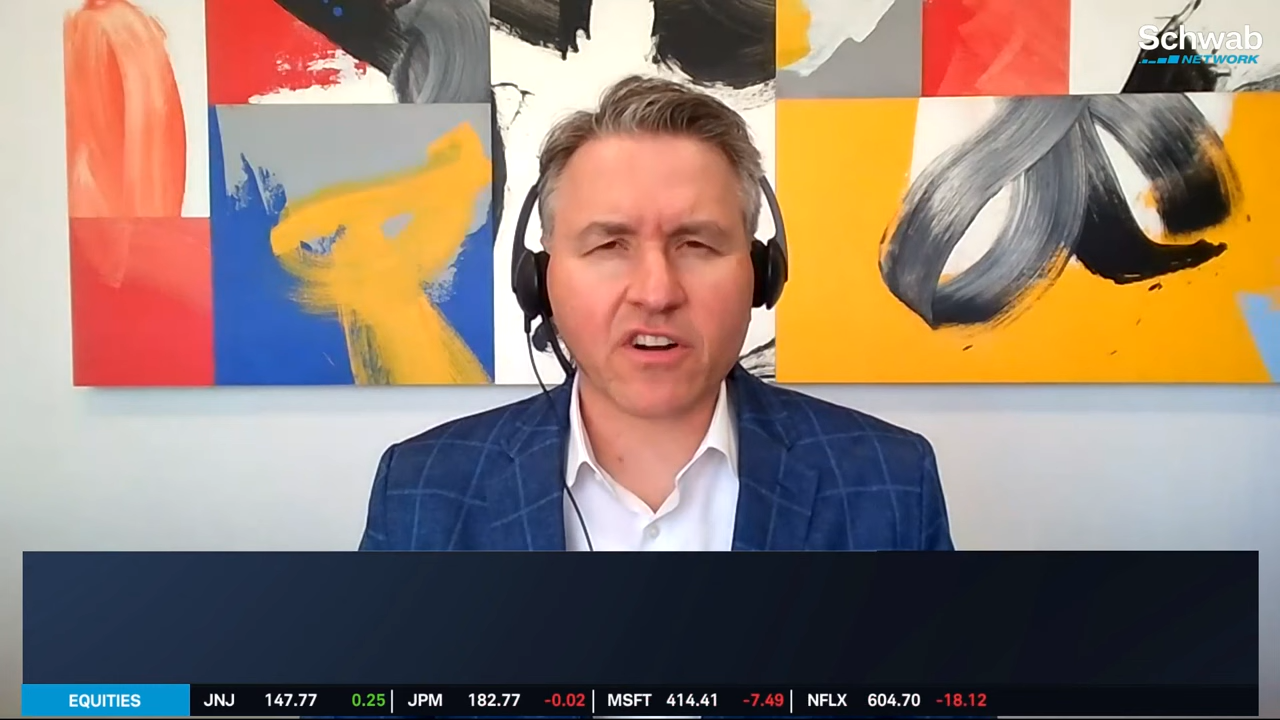 Schwab
NETWORK
EQUITIES JNJ 147.77 0.25 JPM 182.77 -0.02 MSFT 414.41 -7.49 NFLX 604.70 -18.12